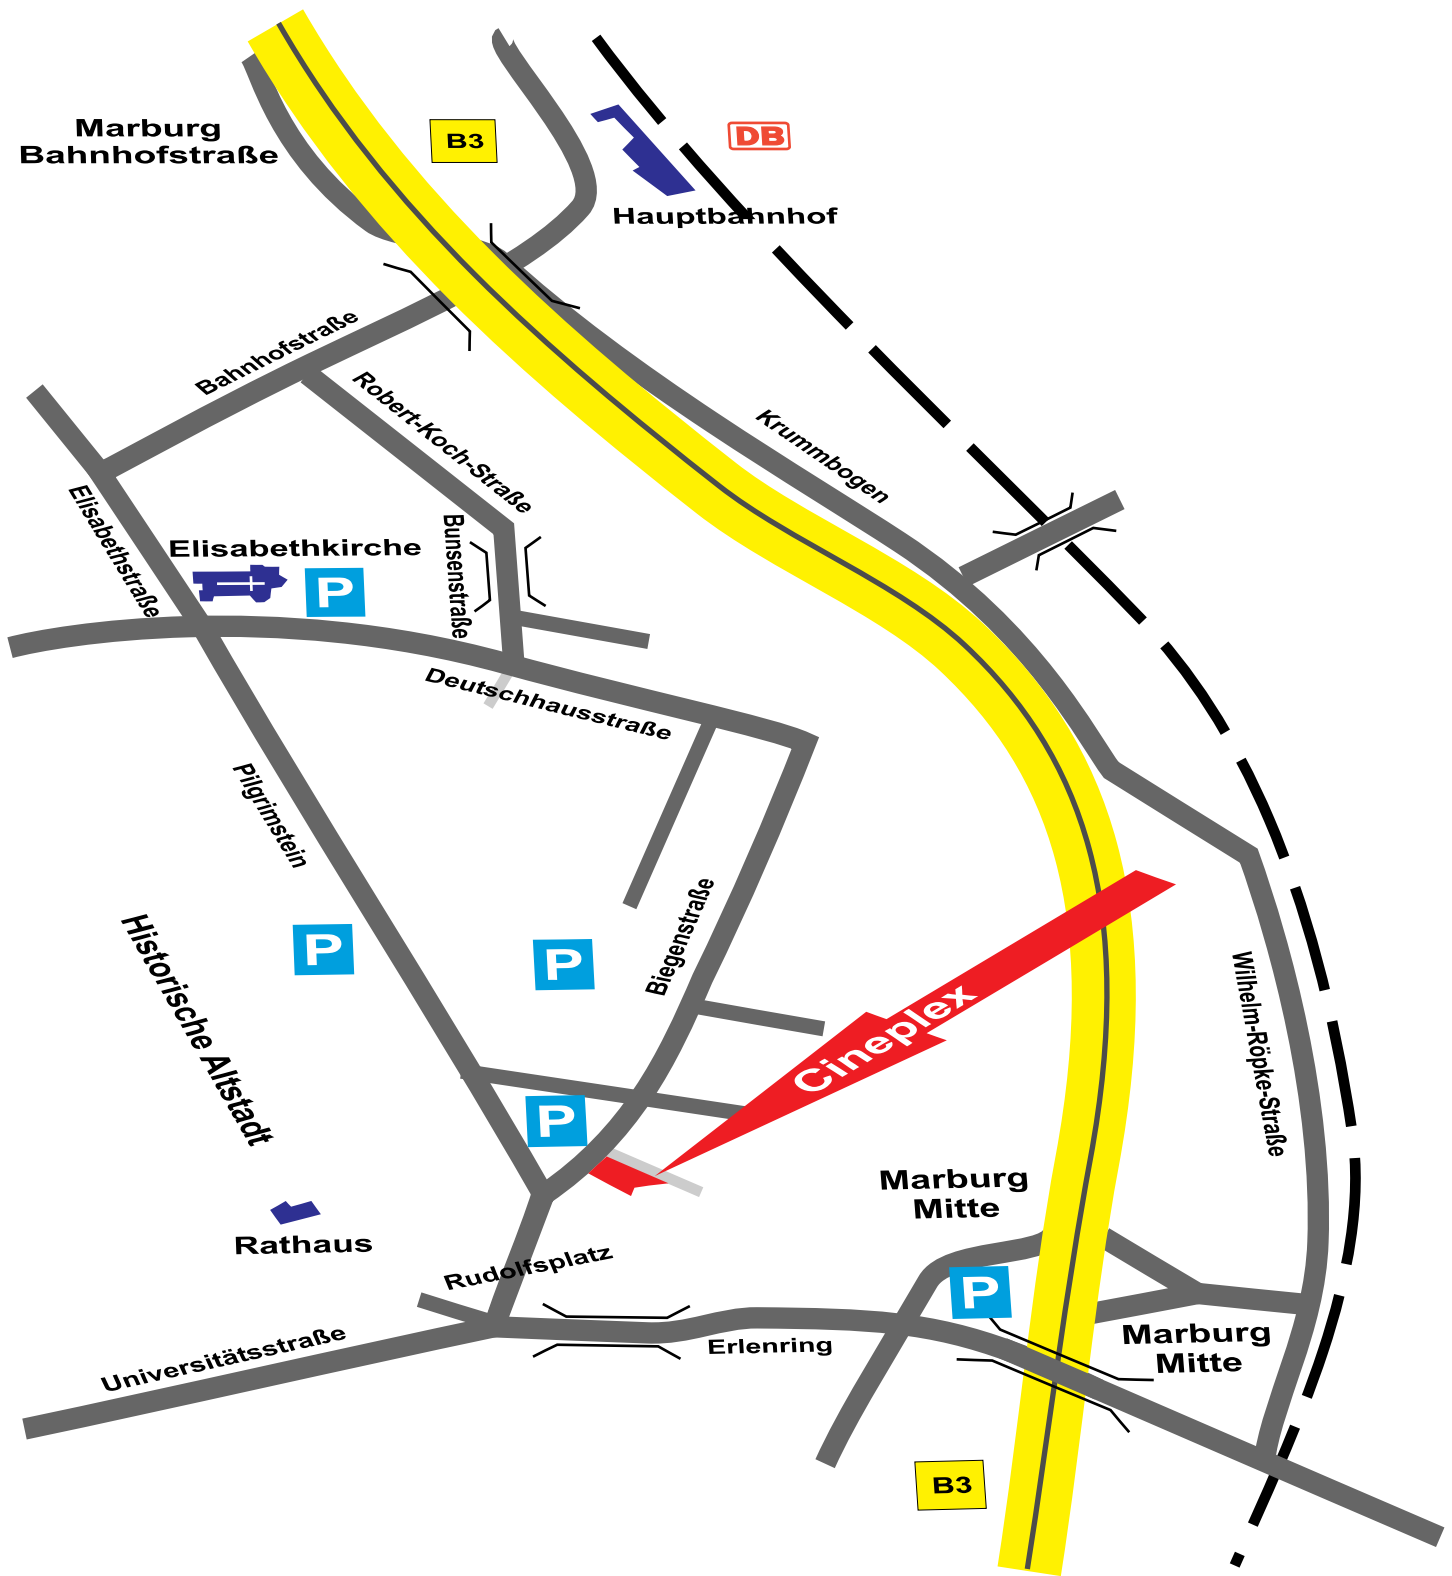 Marburg
Bahnhofstraße
B3
DB
Hauptbahnhof
Bahnhofstraße
Robert-Koch-Straße
Krummbogen
Elisabethstraße
Elisabethkirche
P
Bunsenstraße
Deutschhausstraße
Pilgrimstein
Historische Altstadt
P
P
Biegenstraße
Cineplex
Wilhelm-Röpke-Straße
P
Marburg
Mitte
Rathaus
Rudolfsplatz
P
Universitätsstraße
Erlenring
Marburg
Mitte
B3